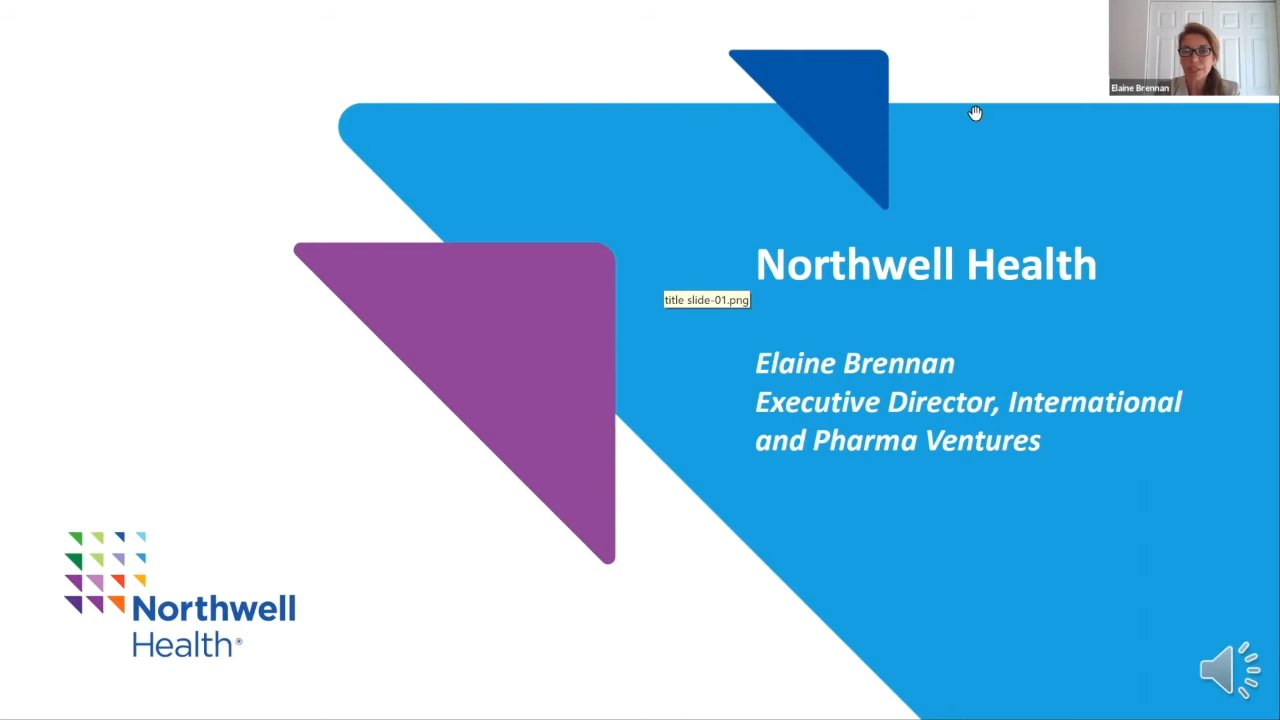 Elaine Brennan
Northwell Health
title slide-01.png
Elaine Brennan
Executive Director, International
and Pharma Ventures
Northwell
Health®